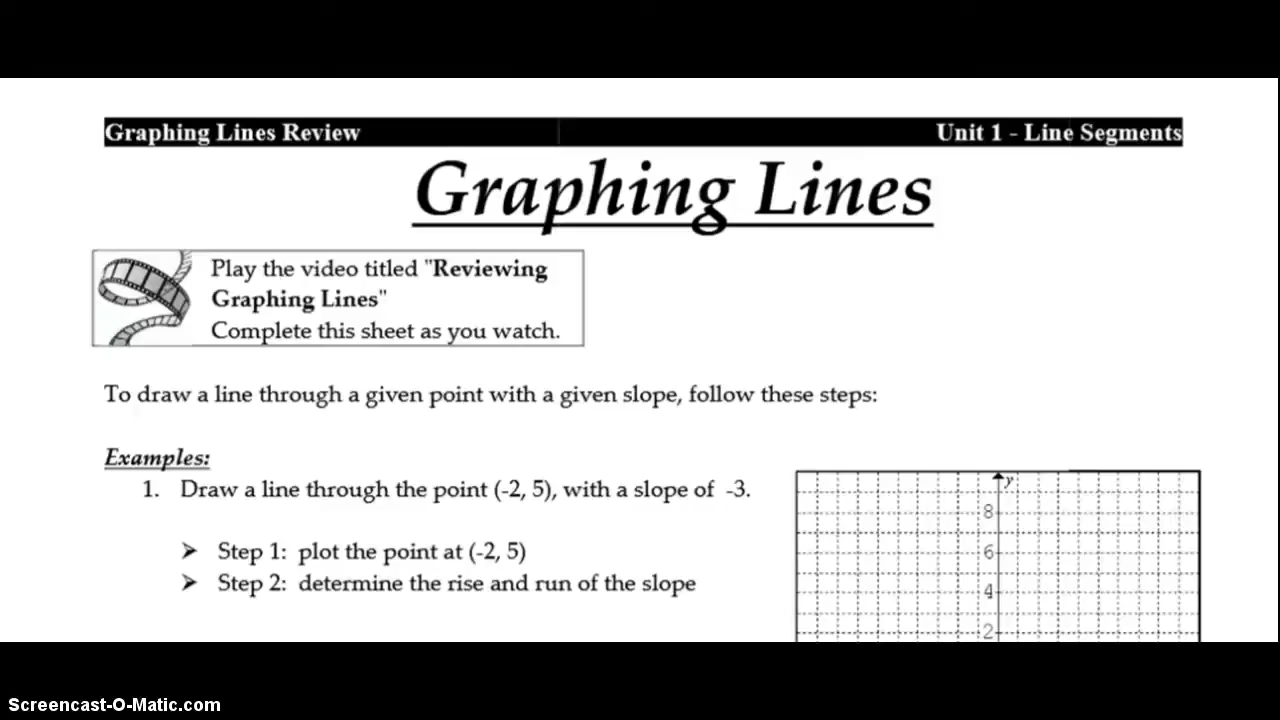 Graphing Lines Review Unit 1 - Line Segments
Graphing Lines
Play the video titled "Reviewing
Graphing Lines"
Complete this sheet as you watch.
To draw a line through a given point with a given slope, follow these steps:
Examples:
1. Draw a line through the point (-2, 5), with a slope of -3.
➤ Step 1: plot the point at (-2, 5)
➤ Step 2: determine the rise and run of the slope
y
8
6
4
2
Screencast-O-Matic.com